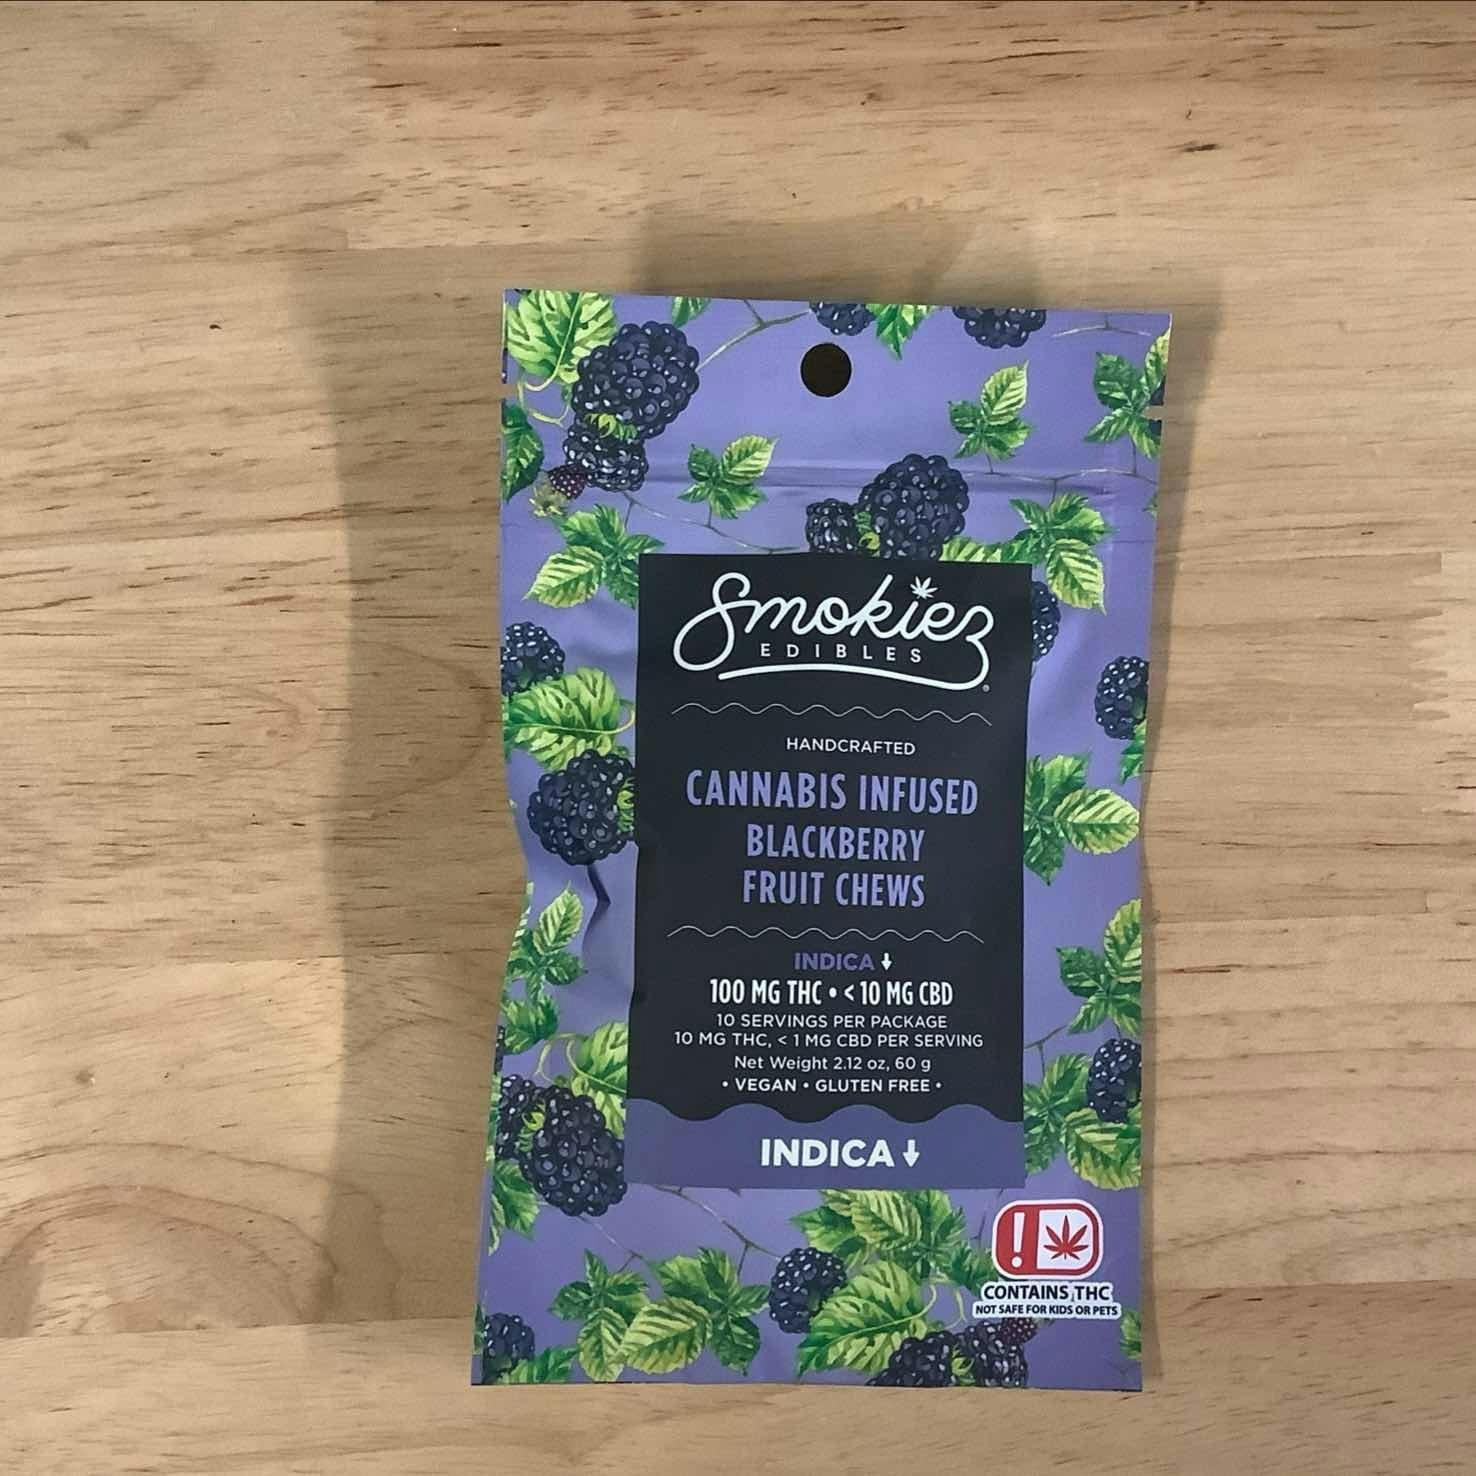 Smokiez
EDIBLES
®
HANDCRAFTED
CANNABIS INFUSED
BLACKBERRY
FRUIT CHEWS
INDICA
100 MG THC • < 10 MG CBD
10 SERVINGS PER PACKAGE
10 MG THC, < 1 MG CBD PER SERVING
Net Weight 2.12 oz, 60 g
• VEGAN • GLUTEN FREE •
INDICA
!
CONTAINS THC
NOT SAFE FOR KIDS OR PETS